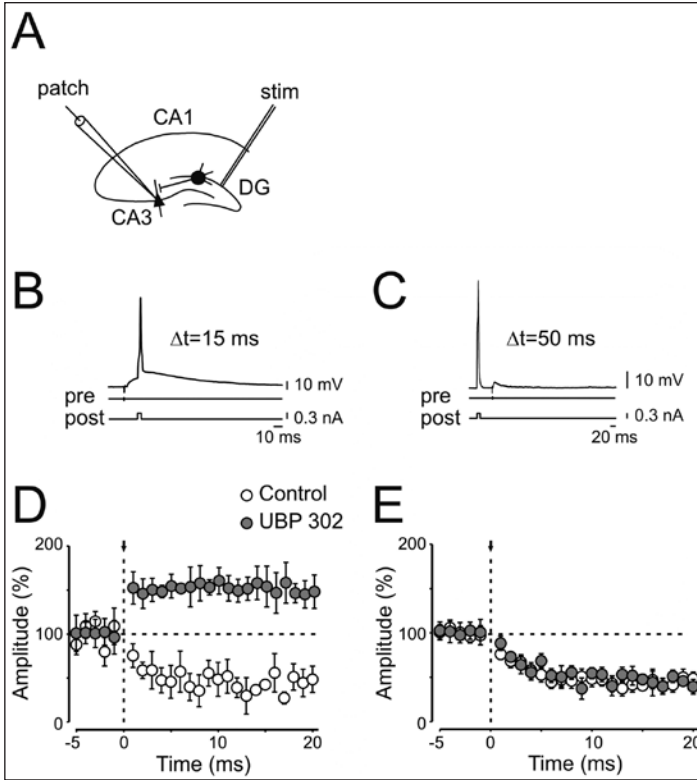 A
patch
stim
CA1
DG
CA3
B
Δt=15 ms
10 mV
pre
post
0.3 nA
10 ms
C
Δt=50 ms
10 mV
pre
post
0.3 nA
20 ms
D
Control
UBP 302
Amplitude (%)
200
100
0
-5 0 10 20
Time (ms)
E
Amplitude (%)
200
100
0
-5 0 10 20
Time (ms)